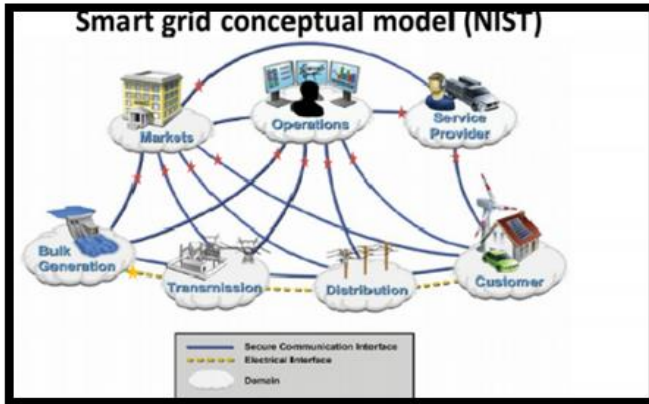 Smart grid conceptual model (NIST)
Markets
Operations
Service
Provider
Bulk
Generation
Transmission
Distribution
Customer
Secure Communication Interface
Electrical Interface
Domain